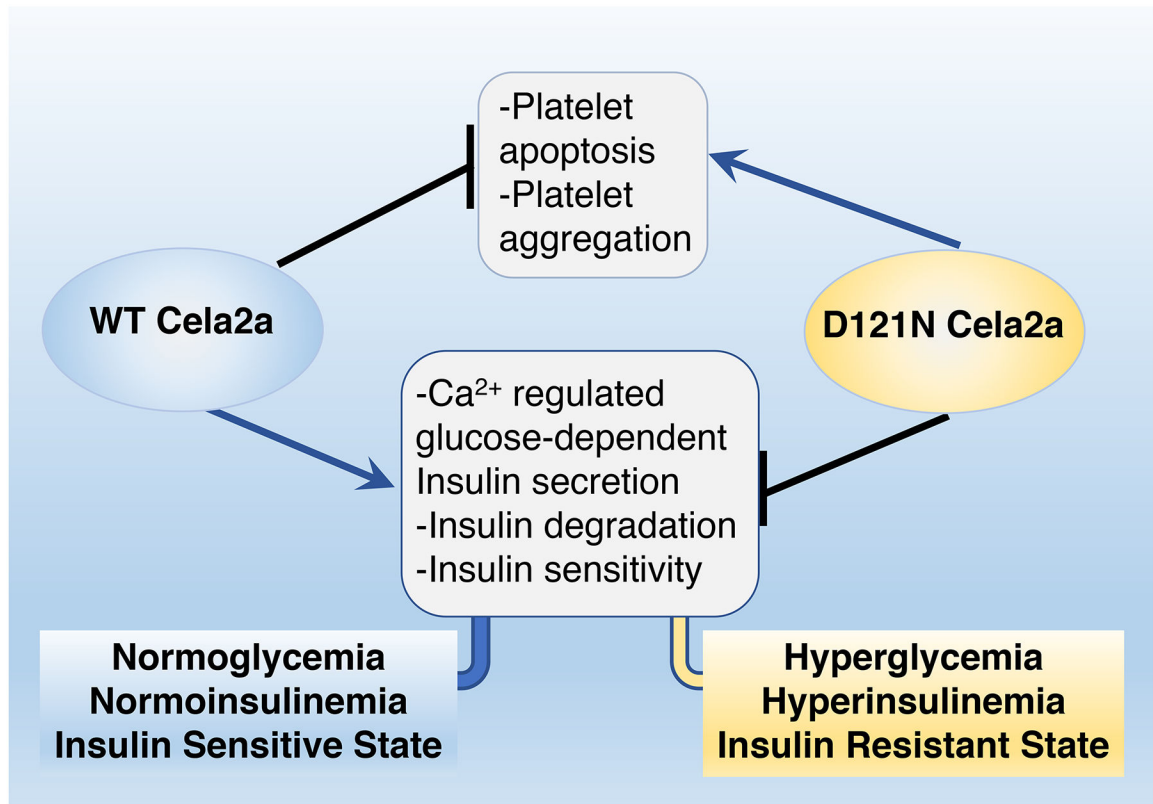 -Platelet
apoptosis
-Platelet
aggregation
WT Cela2a
D121N Cela2a
-Ca²⁺ regulated
glucose-dependent
Insulin secretion
-Insulin degradation
-Insulin sensitivity
Normoglycemia
Normoinsulinemia
Insulin Sensitive State
Hyperglycemia
Hyperinsulinemia
Insulin Resistant State